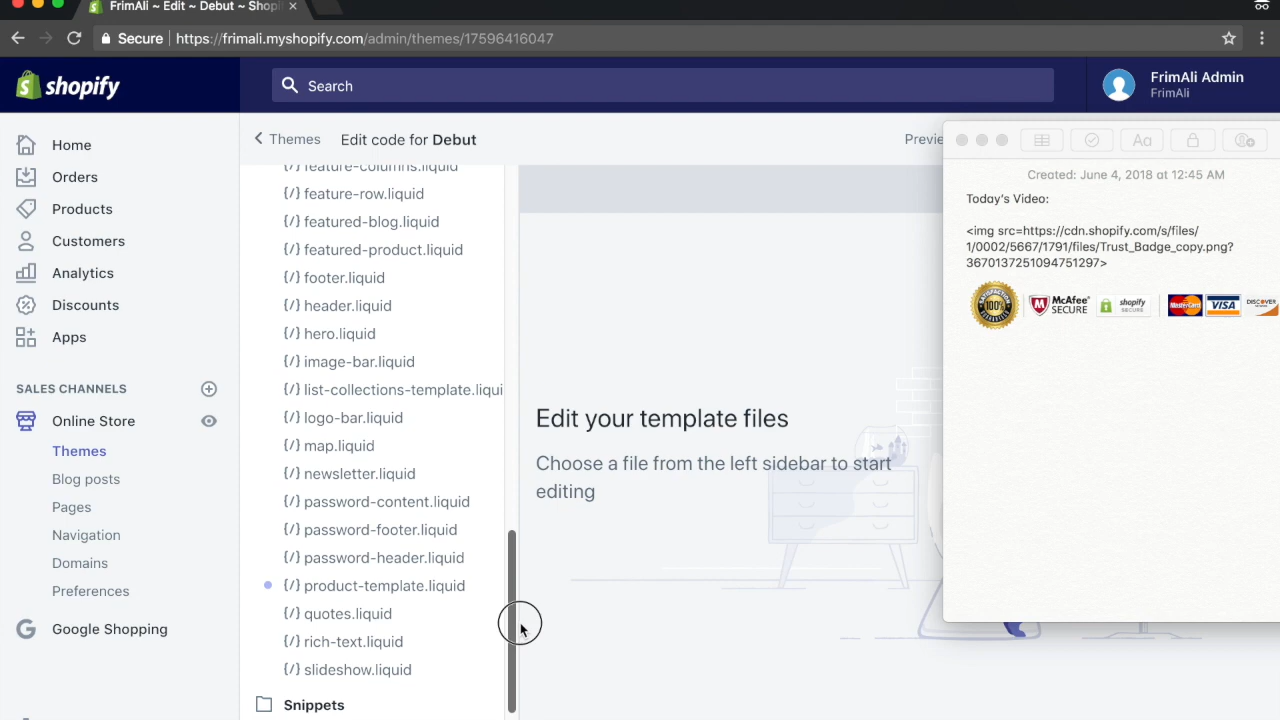 FrimAli ~ Edit ~ Debut ~ Shopi
Secure https://frimali.myshopify.com/admin/themes/17596416047
shopify
Search
FrimAli Admin
FrimAli
Home
Orders
Products
Customers
Analytics
Discounts
Apps
SALES CHANNELS
Online Store
Themes
Blog posts
Pages
Navigation
Domains
Preferences
Google Shopping
Themes
Edit code for Debut
Previe
{/} feature-columns.liquid
{/} feature-row.liquid
{/} featured-blog.liquid
{/} featured-product.liquid
{/} footer.liquid
{/} header.liquid
{/} hero.liquid
{/} image-bar.liquid
{/} list-collections-template.liqui
{/} logo-bar.liquid
{/} map.liquid
{/} newsletter.liquid
{/} password-content.liquid
{/} password-footer.liquid
{/} password-header.liquid
{/} product-template.liquid
{/} quotes.liquid
{/} rich-text.liquid
{/} slideshow.liquid
Snippets
Edit your template files
Choose a file from the left sidebar to start
editing
Aa
Created: June 4, 2018 at 12:45 AM
Today's Video:
<img src=https://cdn.shopify.com/s/files/
1/0002/5667/1791/files/Trust_Badge_copy.png?
3670137251094751297>
SATISFACTION
100%
McAfee
SECURE
shopify
SECURE
MasterCard
VISA
DISCOVER